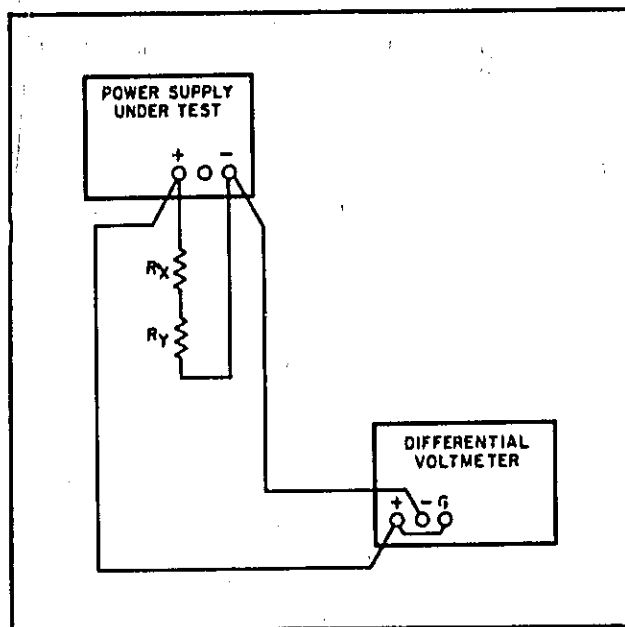 POWER SUPPLY
UNDER TEST
+ -
RX
RY
DIFFERENTIAL
VOLTMETER
+ - G